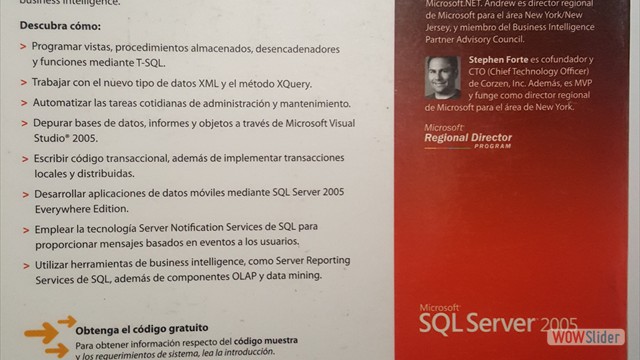 business intelligence.
Descubra cómo:
> Programar vistas, procedimientos almacenados, desencadenadores
y funciones mediante T-SQL.
> Trabajar con el nuevo tipo de datos XML y el método XQuery.
> Automatizar las tareas cotidianas de administración y mantenimiento.
> Depurar bases de datos, informes y objetos a través de Microsoft Visual
Studio® 2005.
> Escribir código transaccional, además de implementar transacciones
locales y distribuidas.
> Desarrollar aplicaciones de datos móviles mediante SQL Server 2005
Everywhere Edition.
> Emplear la tecnología Server Notification Services de SQL para
proporcionar mensajes basados en eventos a los usuarios.
> Utilizar herramientas de business intelligence, como Server Reporting
Services de SQL, además de componentes OLAP y data mining.
Obtenga el código gratuito
Para obtener información respecto del código muestra
y los requerimientos de sistema, lea la introducción.
Microsoft.NET. Andrew es director regional
de Microsoft para el área New York/New
Jersey, y miembro del Business Intelligence
Partner Advisory Council.
Stephen Forte es cofundador y
CTO (Chief Technology Officer)
de Corzen, Inc. Además, es MVP
y funge como director regional
de Microsoft para el área de New York.
Microsoft®
Regional Director
PROGRAM
Microsoft®
SQL Server™ 2005
WOWSlider